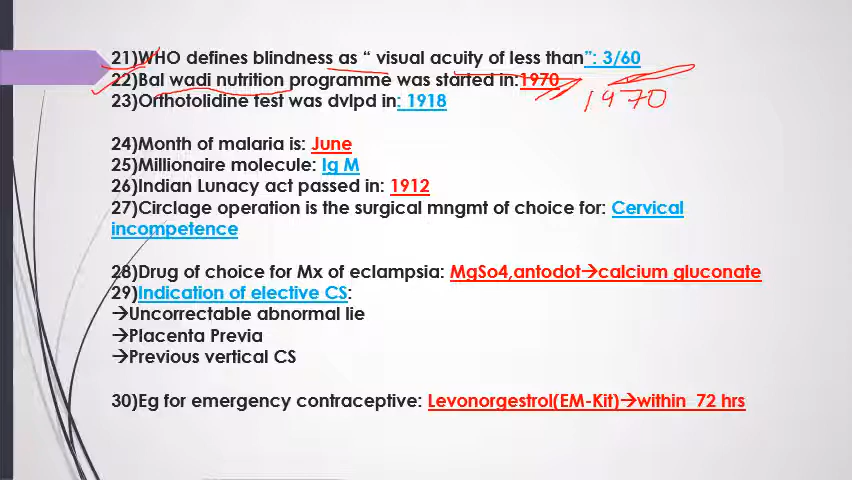 21)WHO defines blindness as “ visual acuity of less than”: 3/60
22)Bal wadi nutrition programme was started in:1970
1970
23)Orthotolidine test was dvlpd in: 1918
24)Month of malaria is: June
25)Millionaire molecule: Ig M
26)Indian Lunacy act passed in: 1912
27)Circlage operation is the surgical mngmt of choice for: Cervical
incompetence
28)Drug of choice for Mx of eclampsia: MgSo4,antodot→calcium gluconate
29)Indication of elective CS:
→Uncorrectable abnormal lie
→Placenta Previa
→Previous vertical CS
30)Eg for emergency contraceptive: Levonorgestrol(EM-Kit)→within 72 hrs